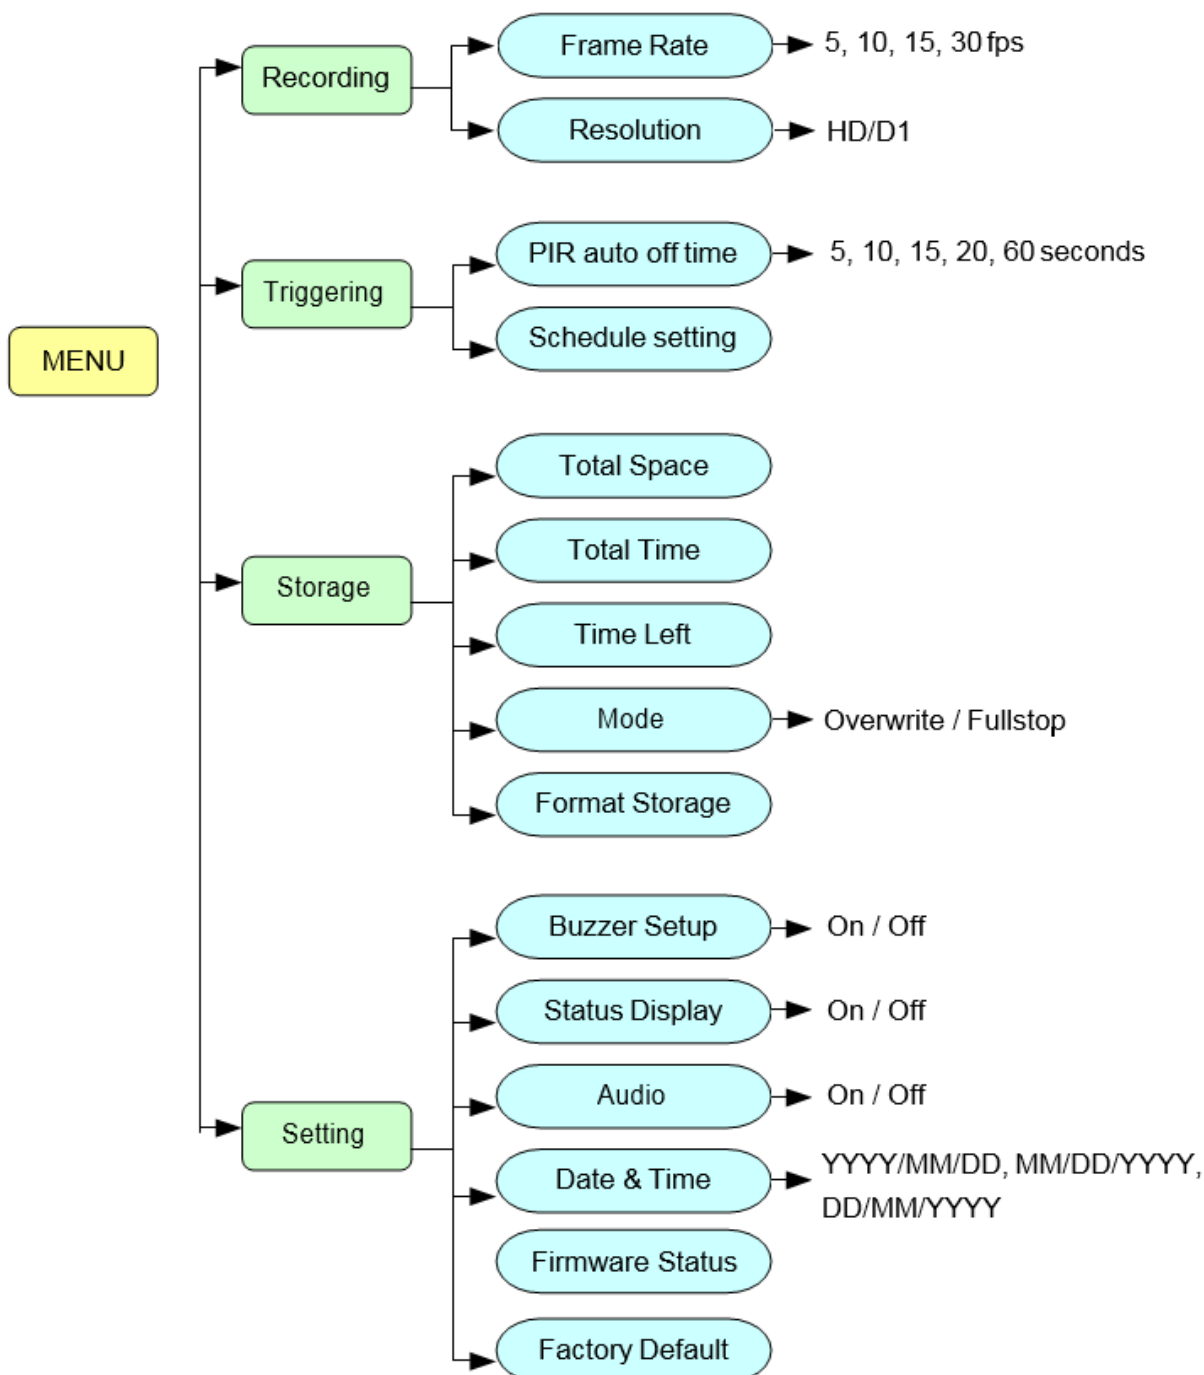 Frame Rate
5, 10, 15, 30 fps
Recording
Resolution
HD/D1
PIR auto off time
5, 10, 15, 20, 60 seconds
Triggering
Schedule setting
MENU
Total Space
Total Time
Storage
Time Left
Mode
Overwrite / Fullstop
Format Storage
Buzzer Setup
On / Off
Status Display
On / Off
Audio
On / Off
Setting
Date & Time
YYYY/MM/DD, MM/DD/YYYY,
DD/MM/YYYY
Firmware Status
Factory Default